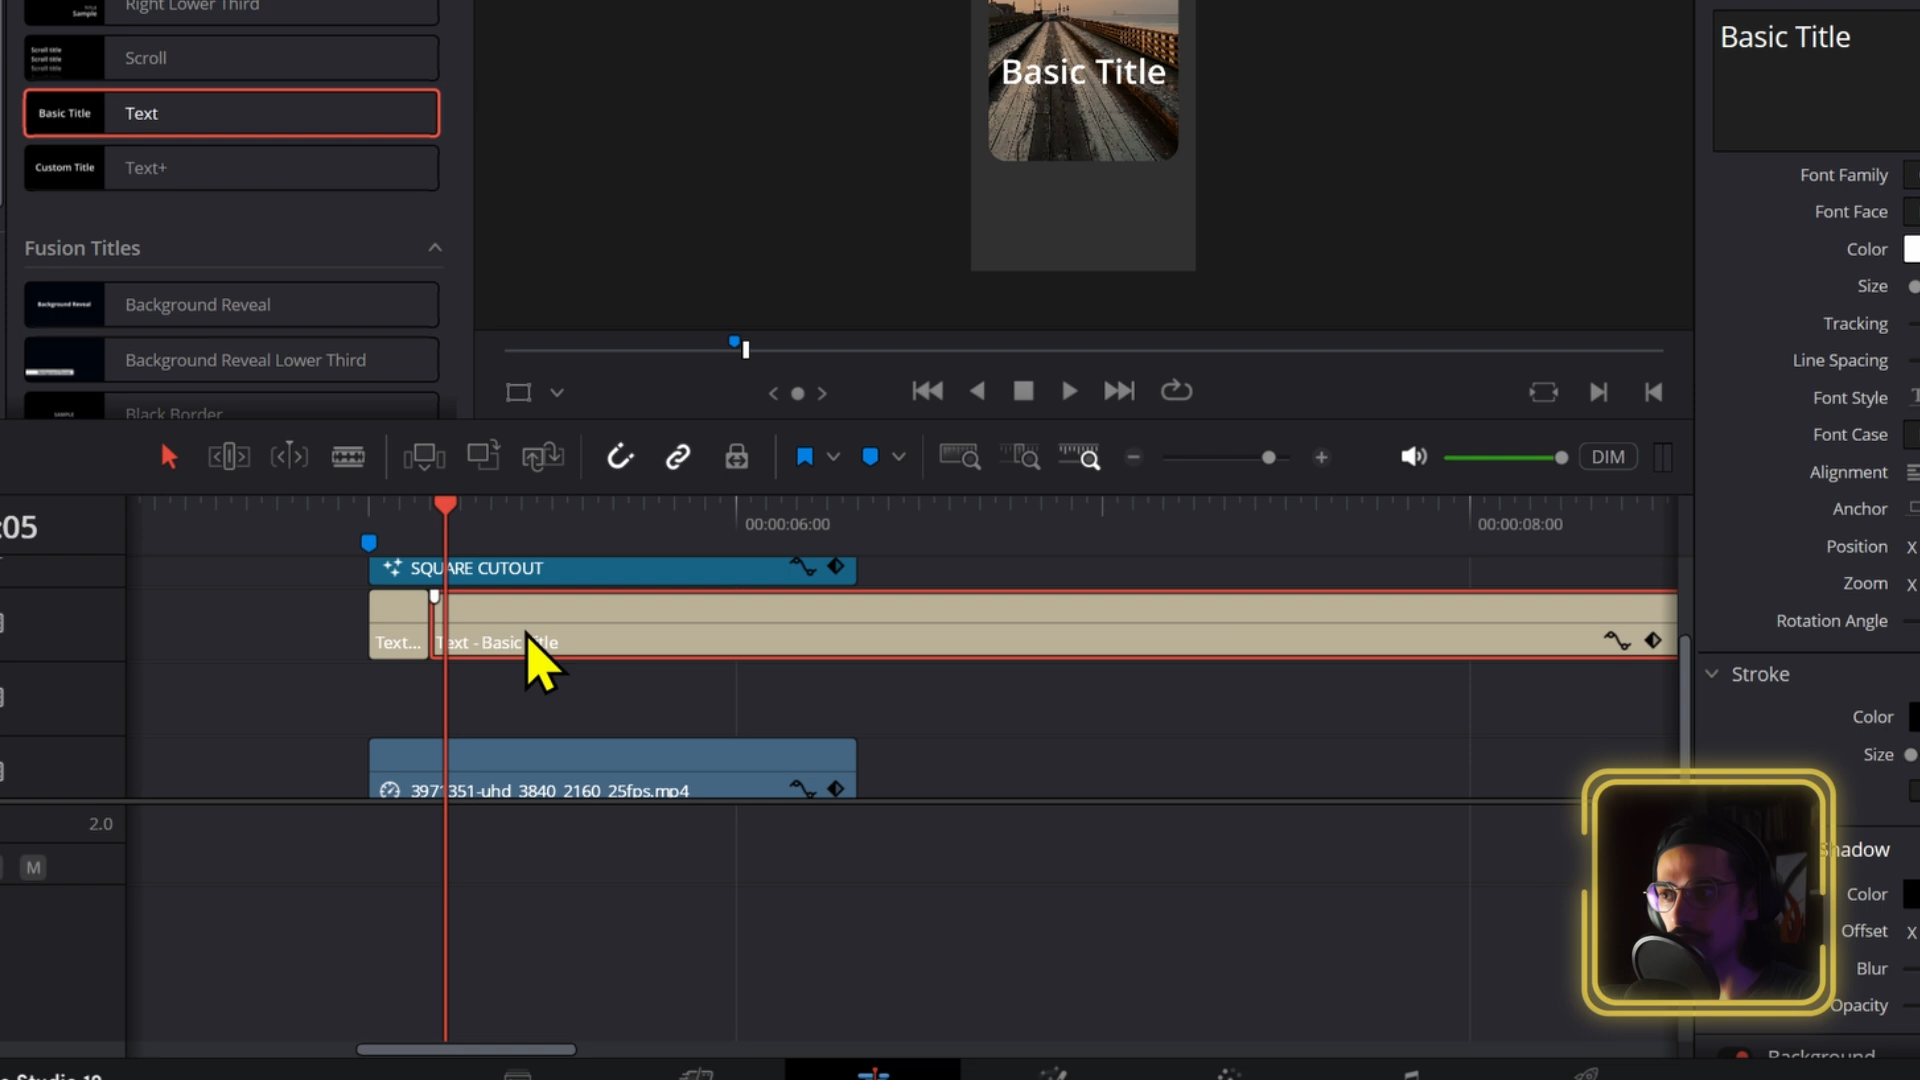 Right Lower Third
Sample
Scroll title
Scroll title
Scroll title
Scroll
Basic Title
Text
Custom Title
Text+
Fusion Titles
Background Reveal
Background Reveal
Background Reveal Lower Third
SAMPLE
Black Border
Basic Title
Basic Title
Font Family
Font Face
Color
Size
Tracking
Line Spacing
Font Style
Font Case
Alignment
Anchor
Position X
Zoom X
Rotation Angle
Stroke
Color
Size
Shadow
Color
Offset X
Blur
Opacity
Background
DIM
:05
00:00:06:00
00:00:08:00
SQUARE CUTOUT
Text...
Text - Basic Title
3971351-uhd_3840_2160_25fps.mp4
2.0
M
Studio 19